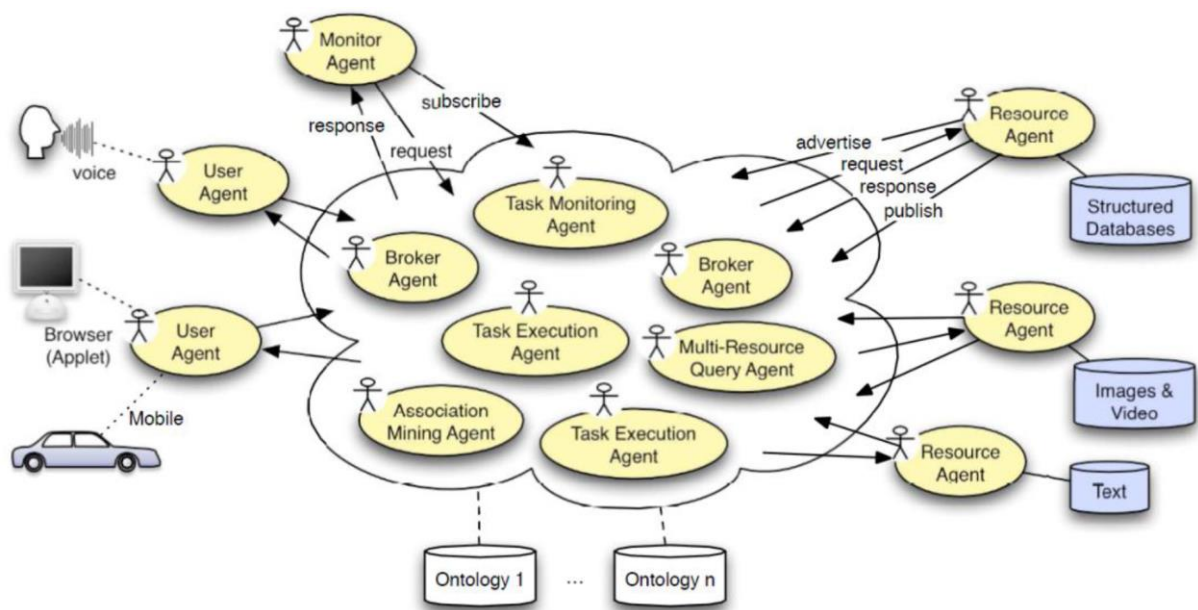 Monitor
Agent
subscribe
response
request
voice
User
Agent
Task Monitoring
Agent
advertise
request
response
publish
Resource
Agent
Structured
Databases
Broker
Agent
Broker
Agent
Browser
(Applet)
User
Agent
Task Execution
Agent
Multi-Resource
Query Agent
Resource
Agent
Images &
Video
Mobile
Association
Mining Agent
Task Execution
Agent
Resource
Agent
Text
Ontology 1
...
Ontology n